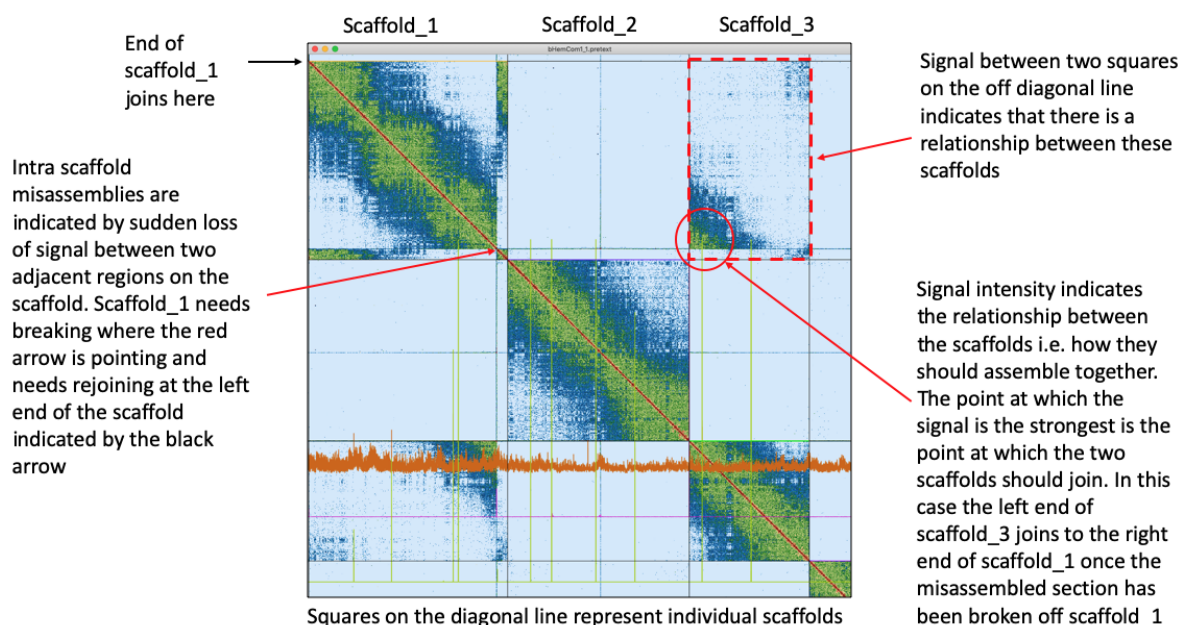 Scaffold_1
Scaffold_2
Scaffold_3
End of
scaffold_1
joins here
bHemCom1_1.pretext
Signal between two squares
on the off diagonal line
indicates that there is a
relationship between these
scaffolds
Intra scaffold
misassemblies are
indicated by sudden loss
of signal between two
adjacent regions on the
scaffold. Scaffold_1 needs
breaking where the red
arrow is pointing and
needs rejoining at the left
end of the scaffold
indicated by the black
arrow
Signal intensity indicates
the relationship between
the scaffolds i.e. how they
should assemble together.
The point at which the
signal is the strongest is the
point at which the two
scaffolds should join. In this
case the left end of
scaffold_3 joins to the right
end of scaffold_1 once the
misassembled section has
been broken off scaffold_1
Squares on the diagonal line represent individual scaffolds